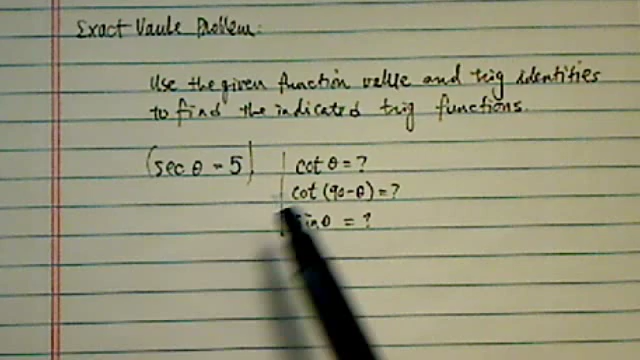 Exact Vaule Problem:
Use the given function value and trig identities
to find the indicated trig functions.
(sec θ = 5) | cot θ = ?
cot (90-θ) = ?
sin θ = ?